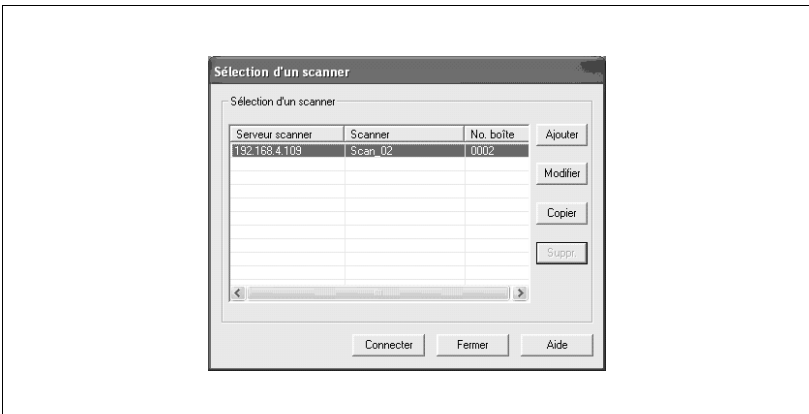 Sélection d'un scanner
Sélection d'un scanner
Serveur scanner Scanner No. boîte
192.168.4.109 Scan_02 0002
Ajouter
Modifier
Copier
Suppr.
Connecter Fermer Aide